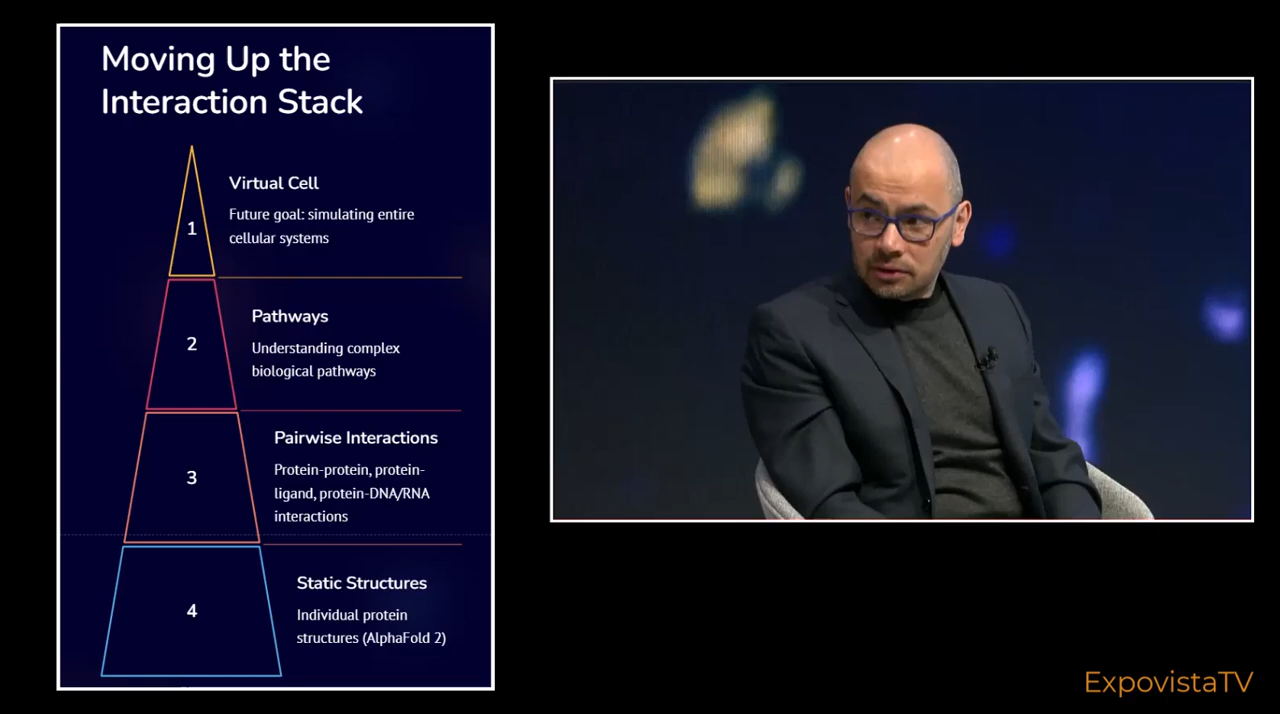 Moving Up the
Interaction Stack
1
Virtual Cell
Future goal: simulating entire
cellular systems
2
Pathways
Understanding complex
biological pathways
3
Pairwise Interactions
Protein-protein, protein-
ligand, protein-DNA/RNA
interactions
4
Static Structures
Individual protein
structures (AlphaFold 2)
ExpovistaTV